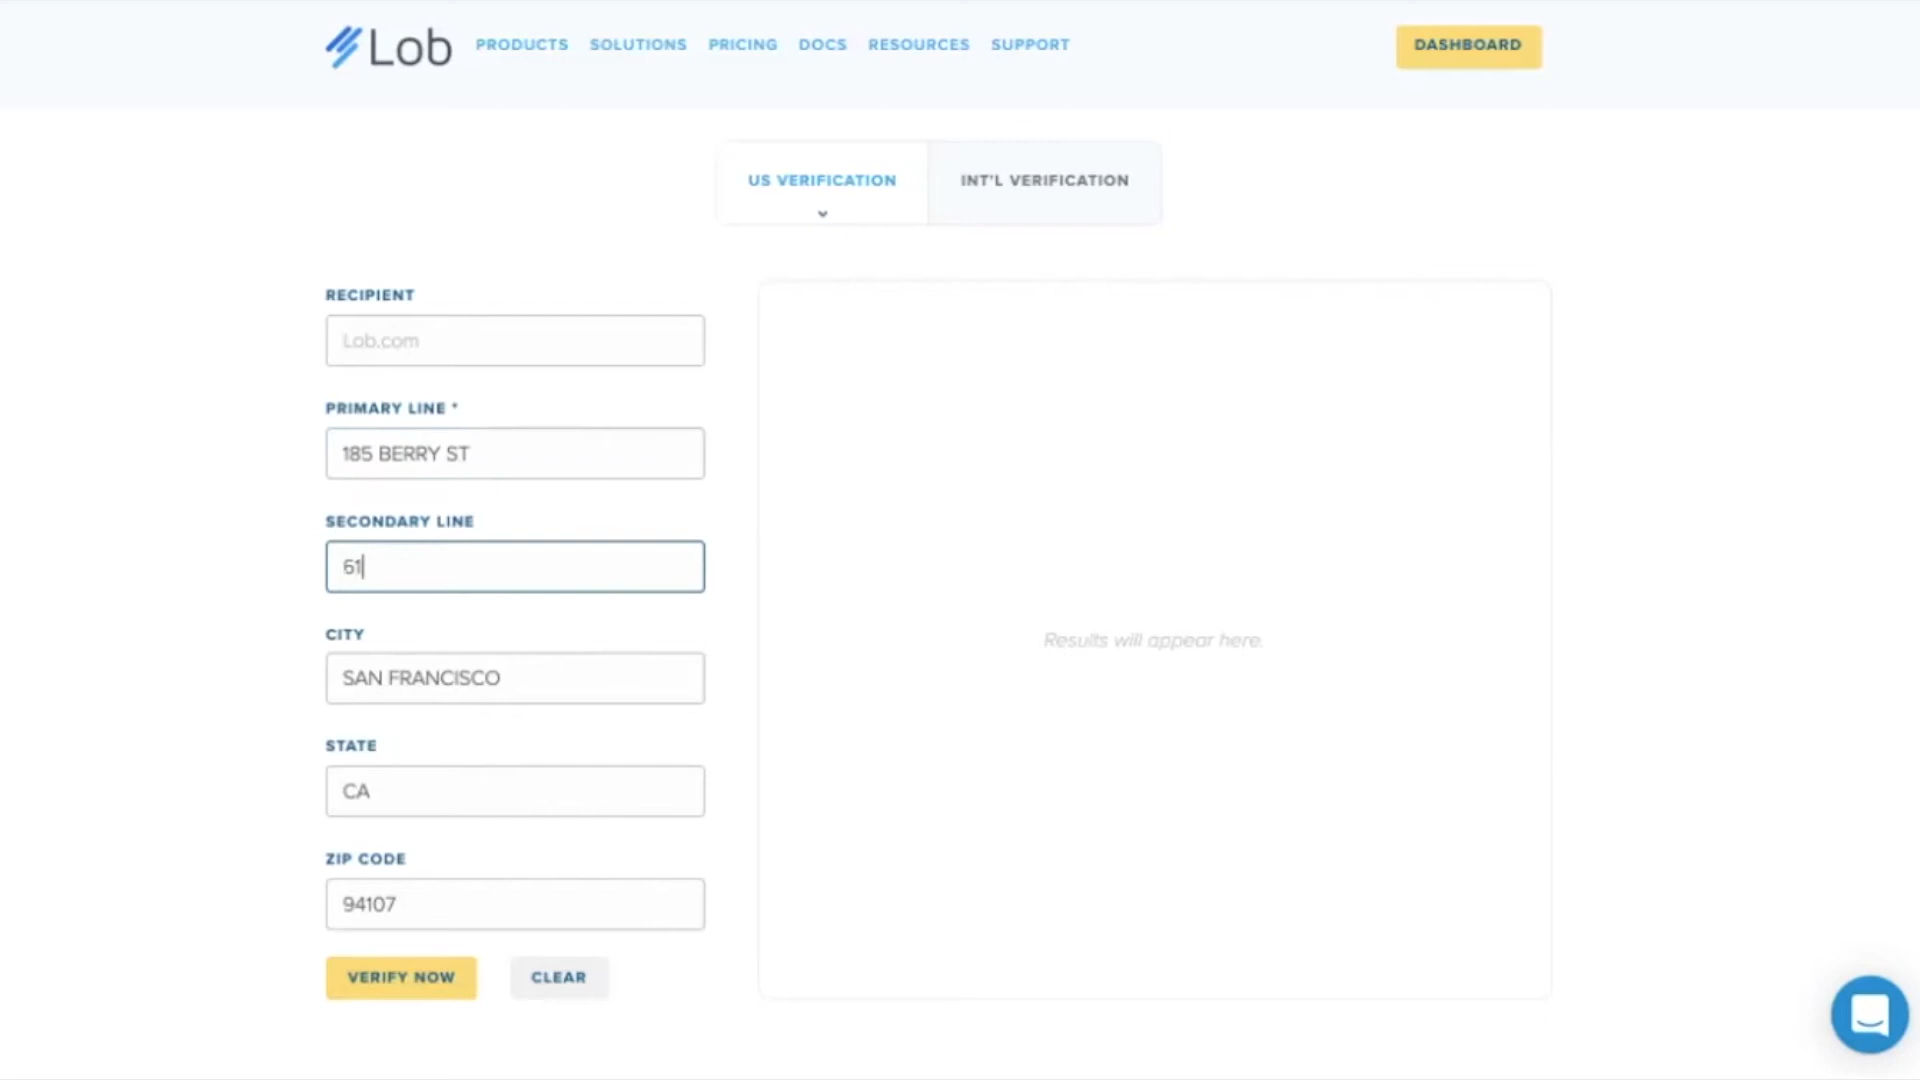 Lob PRODUCTS SOLUTIONS PRICING DOCS RESOURCES SUPPORT DASHBOARD
US VERIFICATION INT'L VERIFICATION
RECIPIENT
Lob.com
PRIMARY LINE *
185 BERRY ST
SECONDARY LINE
61
CITY
SAN FRANCISCO
STATE
CA
ZIP CODE
94107
VERIFY NOW CLEAR
Results will appear here.